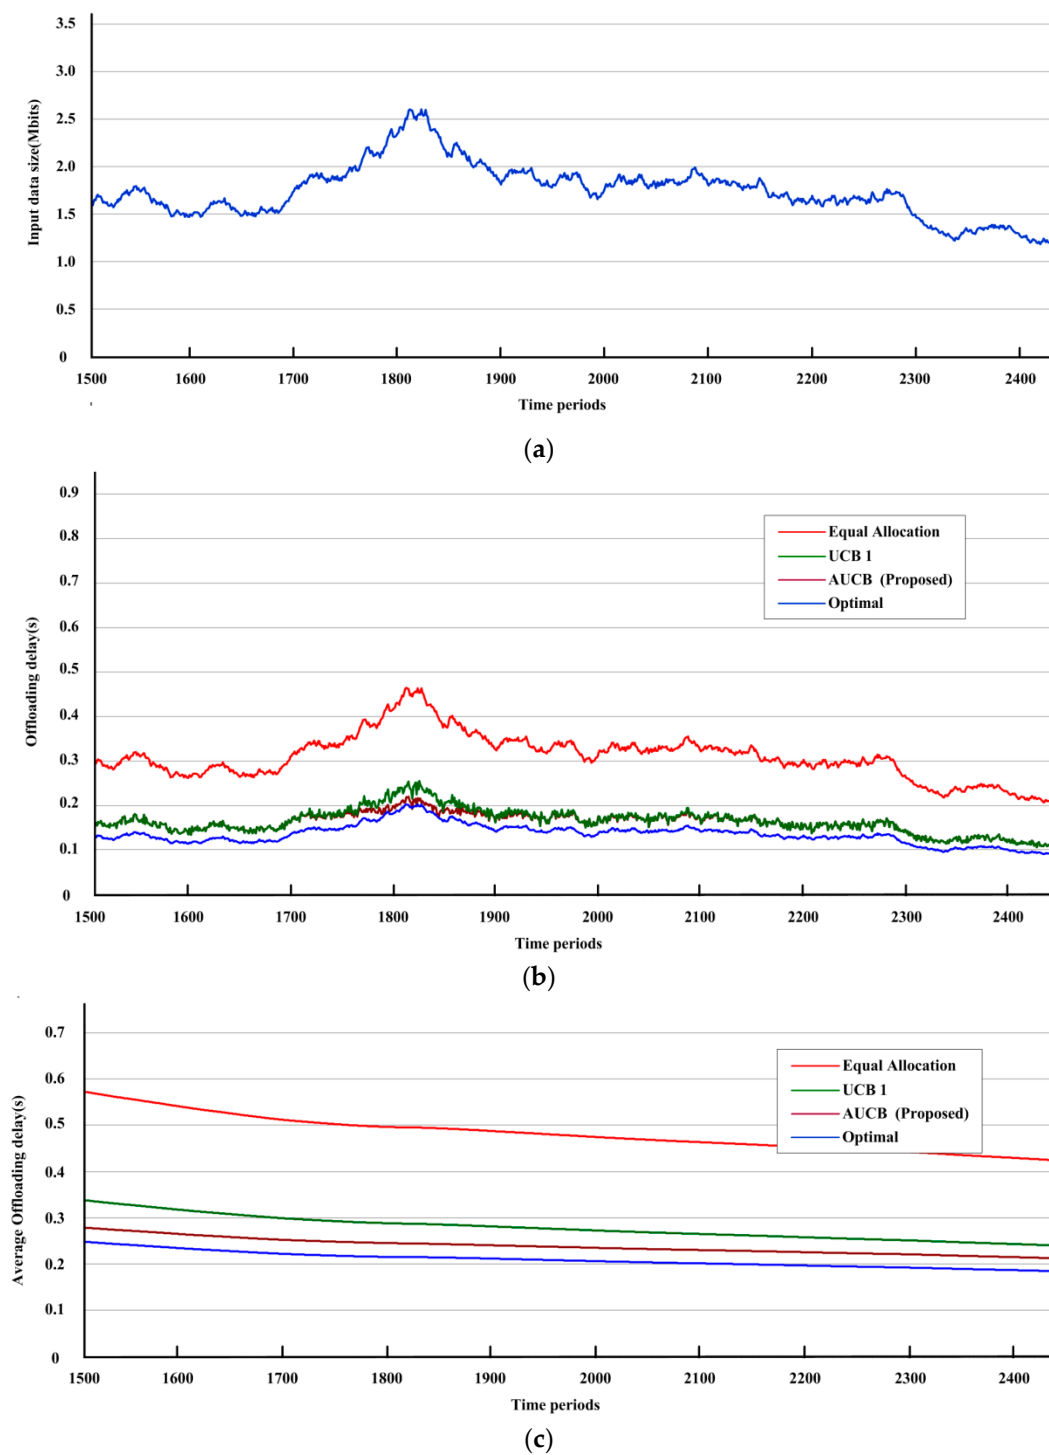 3.5
3.0
2.5
2.0
1.5
1.0
0.5
0
Input data size(Mbits)
1500 1600 1700 1800 1900 2000 2100 2200 2300 2400
Time periods
(a)
0.9
0.8
0.7
0.6
0.5
0.4
0.3
0.2
0.1
0
Offloading delay(s)
Equal Allocation
UCB 1
AUCB (Proposed)
Optimal
1500 1600 1700 1800 1900 2000 2100 2200 2300 2400
Time periods
(b)
0.7
0.6
0.5
0.4
0.3
0.2
0.1
0
Average Offloading delay(s)
Equal Allocation
UCB 1
AUCB (Proposed)
Optimal
1500 1600 1700 1800 1900 2000 2100 2200 2300 2400
Time periods
(c)